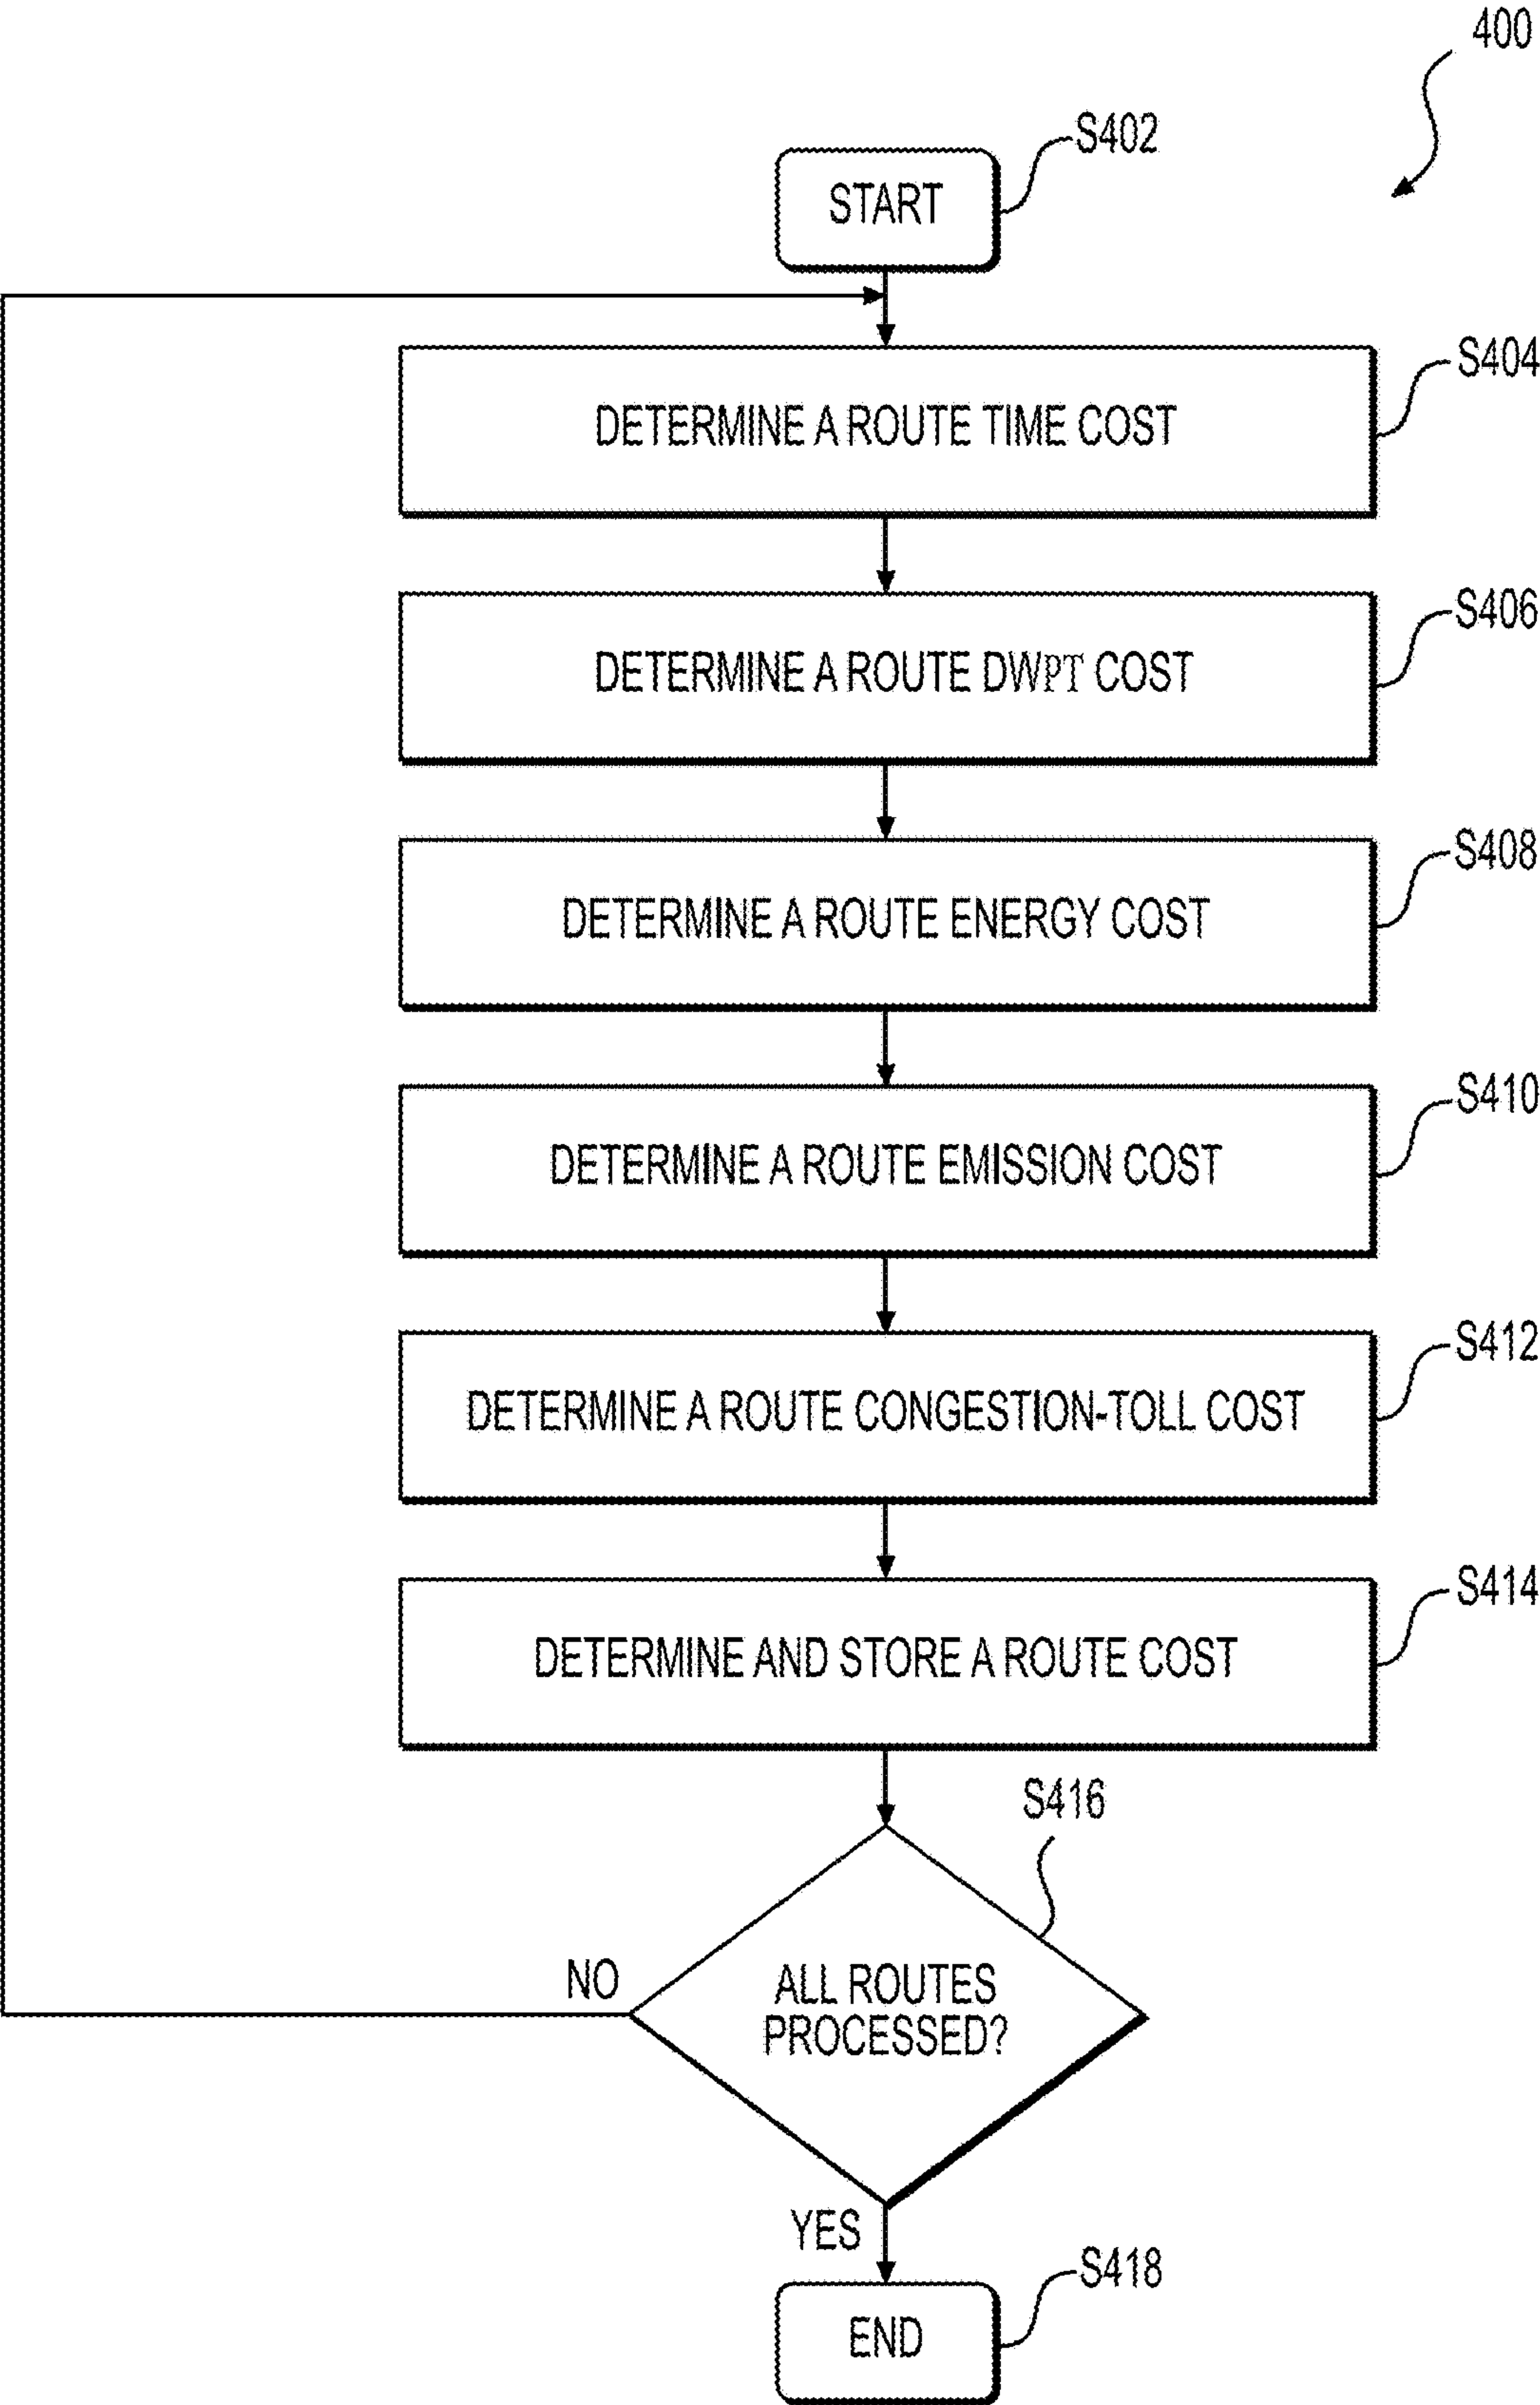 400
S402
START
S404
DETERMINE A ROUTE TIME COST
S406
DETERMINE A ROUTE DWPT COST
S408
DETERMINE A ROUTE ENERGY COST
S410
DETERMINE A ROUTE EMISSION COST
S412
DETERMINE A ROUTE CONGESTION-TOLL COST
S414
DETERMINE AND STORE A ROUTE COST
S416
NO
ALL ROUTES
PROCESSED?
YES
S418
END